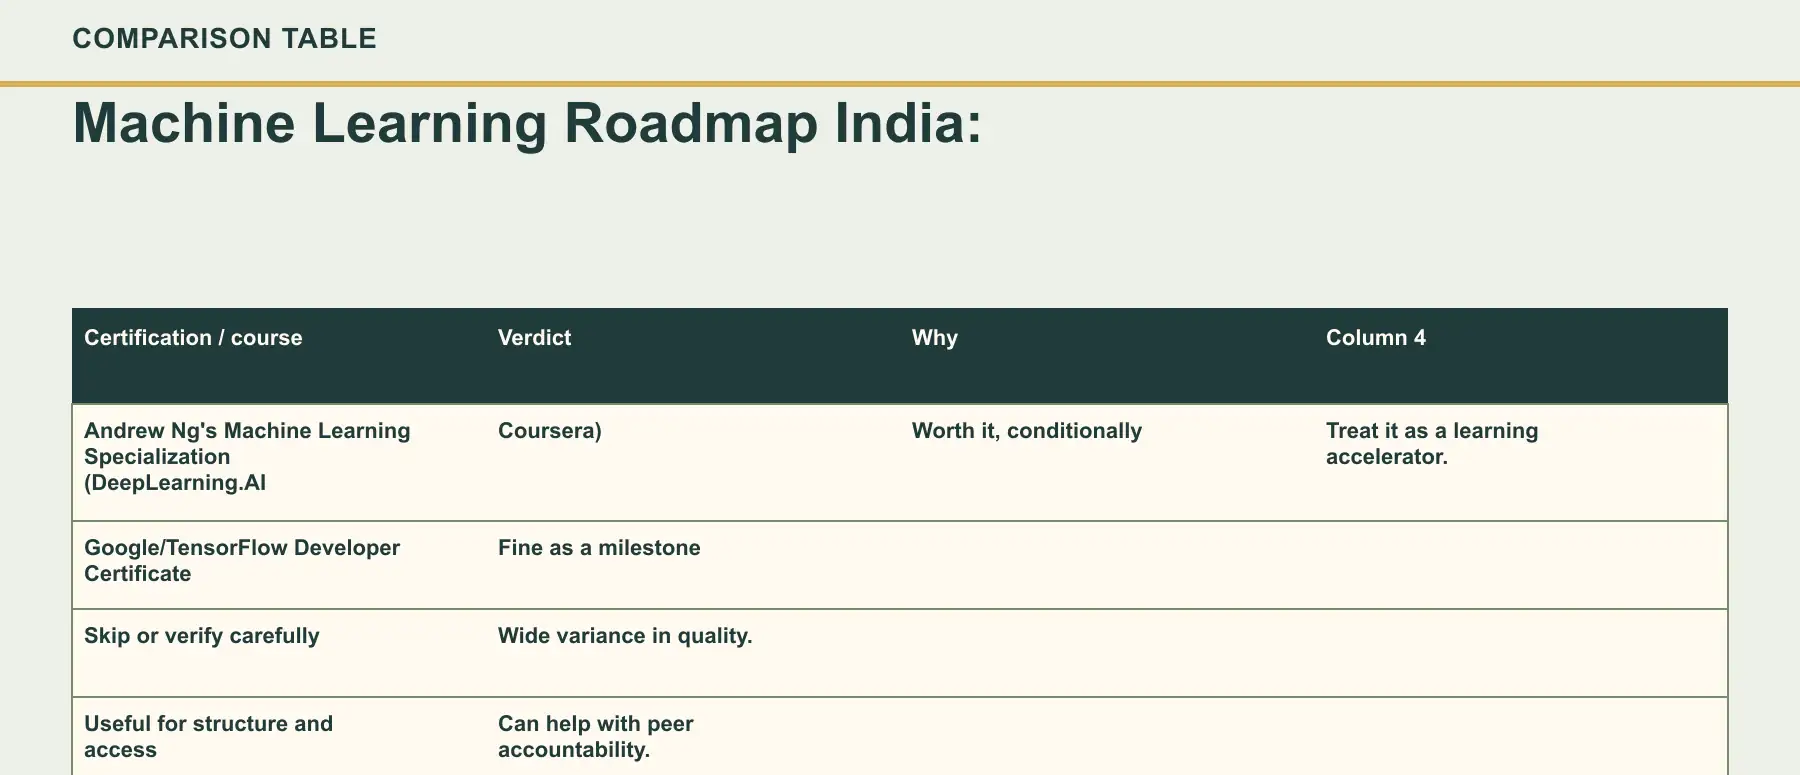 COMPARISON TABLE
Machine Learning Roadmap India:
Certification / course
Verdict
Why
Column 4
Andrew Ng's Machine Learning
Specialization
(DeepLearning.AI
Coursera)
Worth it, conditionally
Treat it as a learning
accelerator.
Google/TensorFlow Developer
Certificate
Fine as a milestone
Skip or verify carefully
Wide variance in quality.
Useful for structure and
access
Can help with peer
accountability.